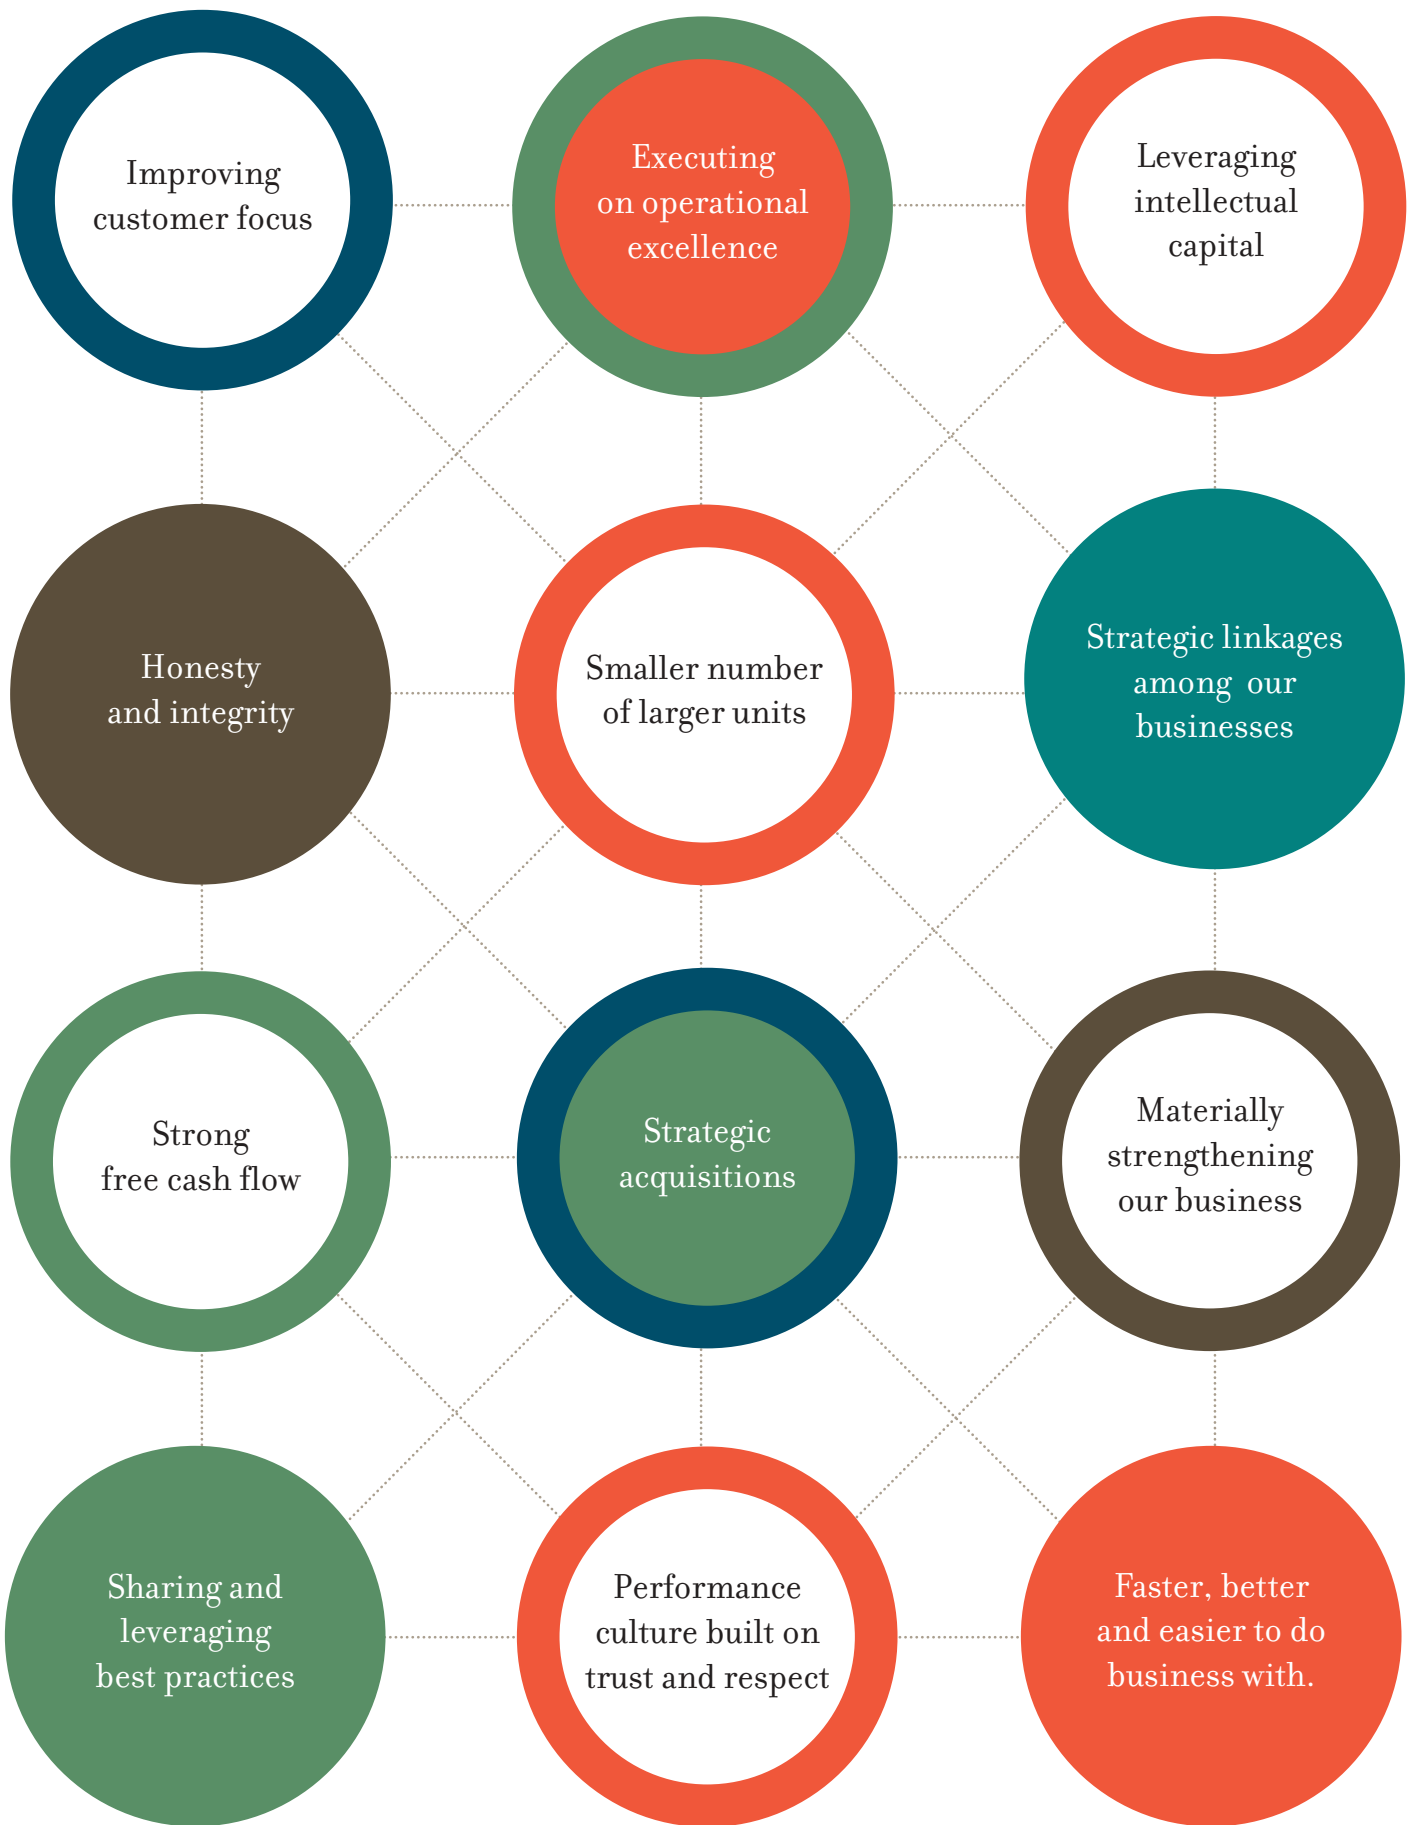 Improving
customer focus
Executing
on operational
excellence
Leveraging
intellectual
capital
Honesty
and integrity
Smaller number
of larger units
Strategic linkages
among our
businesses
Strong
free cash flow
Strategic
acquisitions
Materially
strengthening
our business
Sharing and
leveraging
best practices
Performance
culture built on
trust and respect
Faster, better
and easier to do
business with.